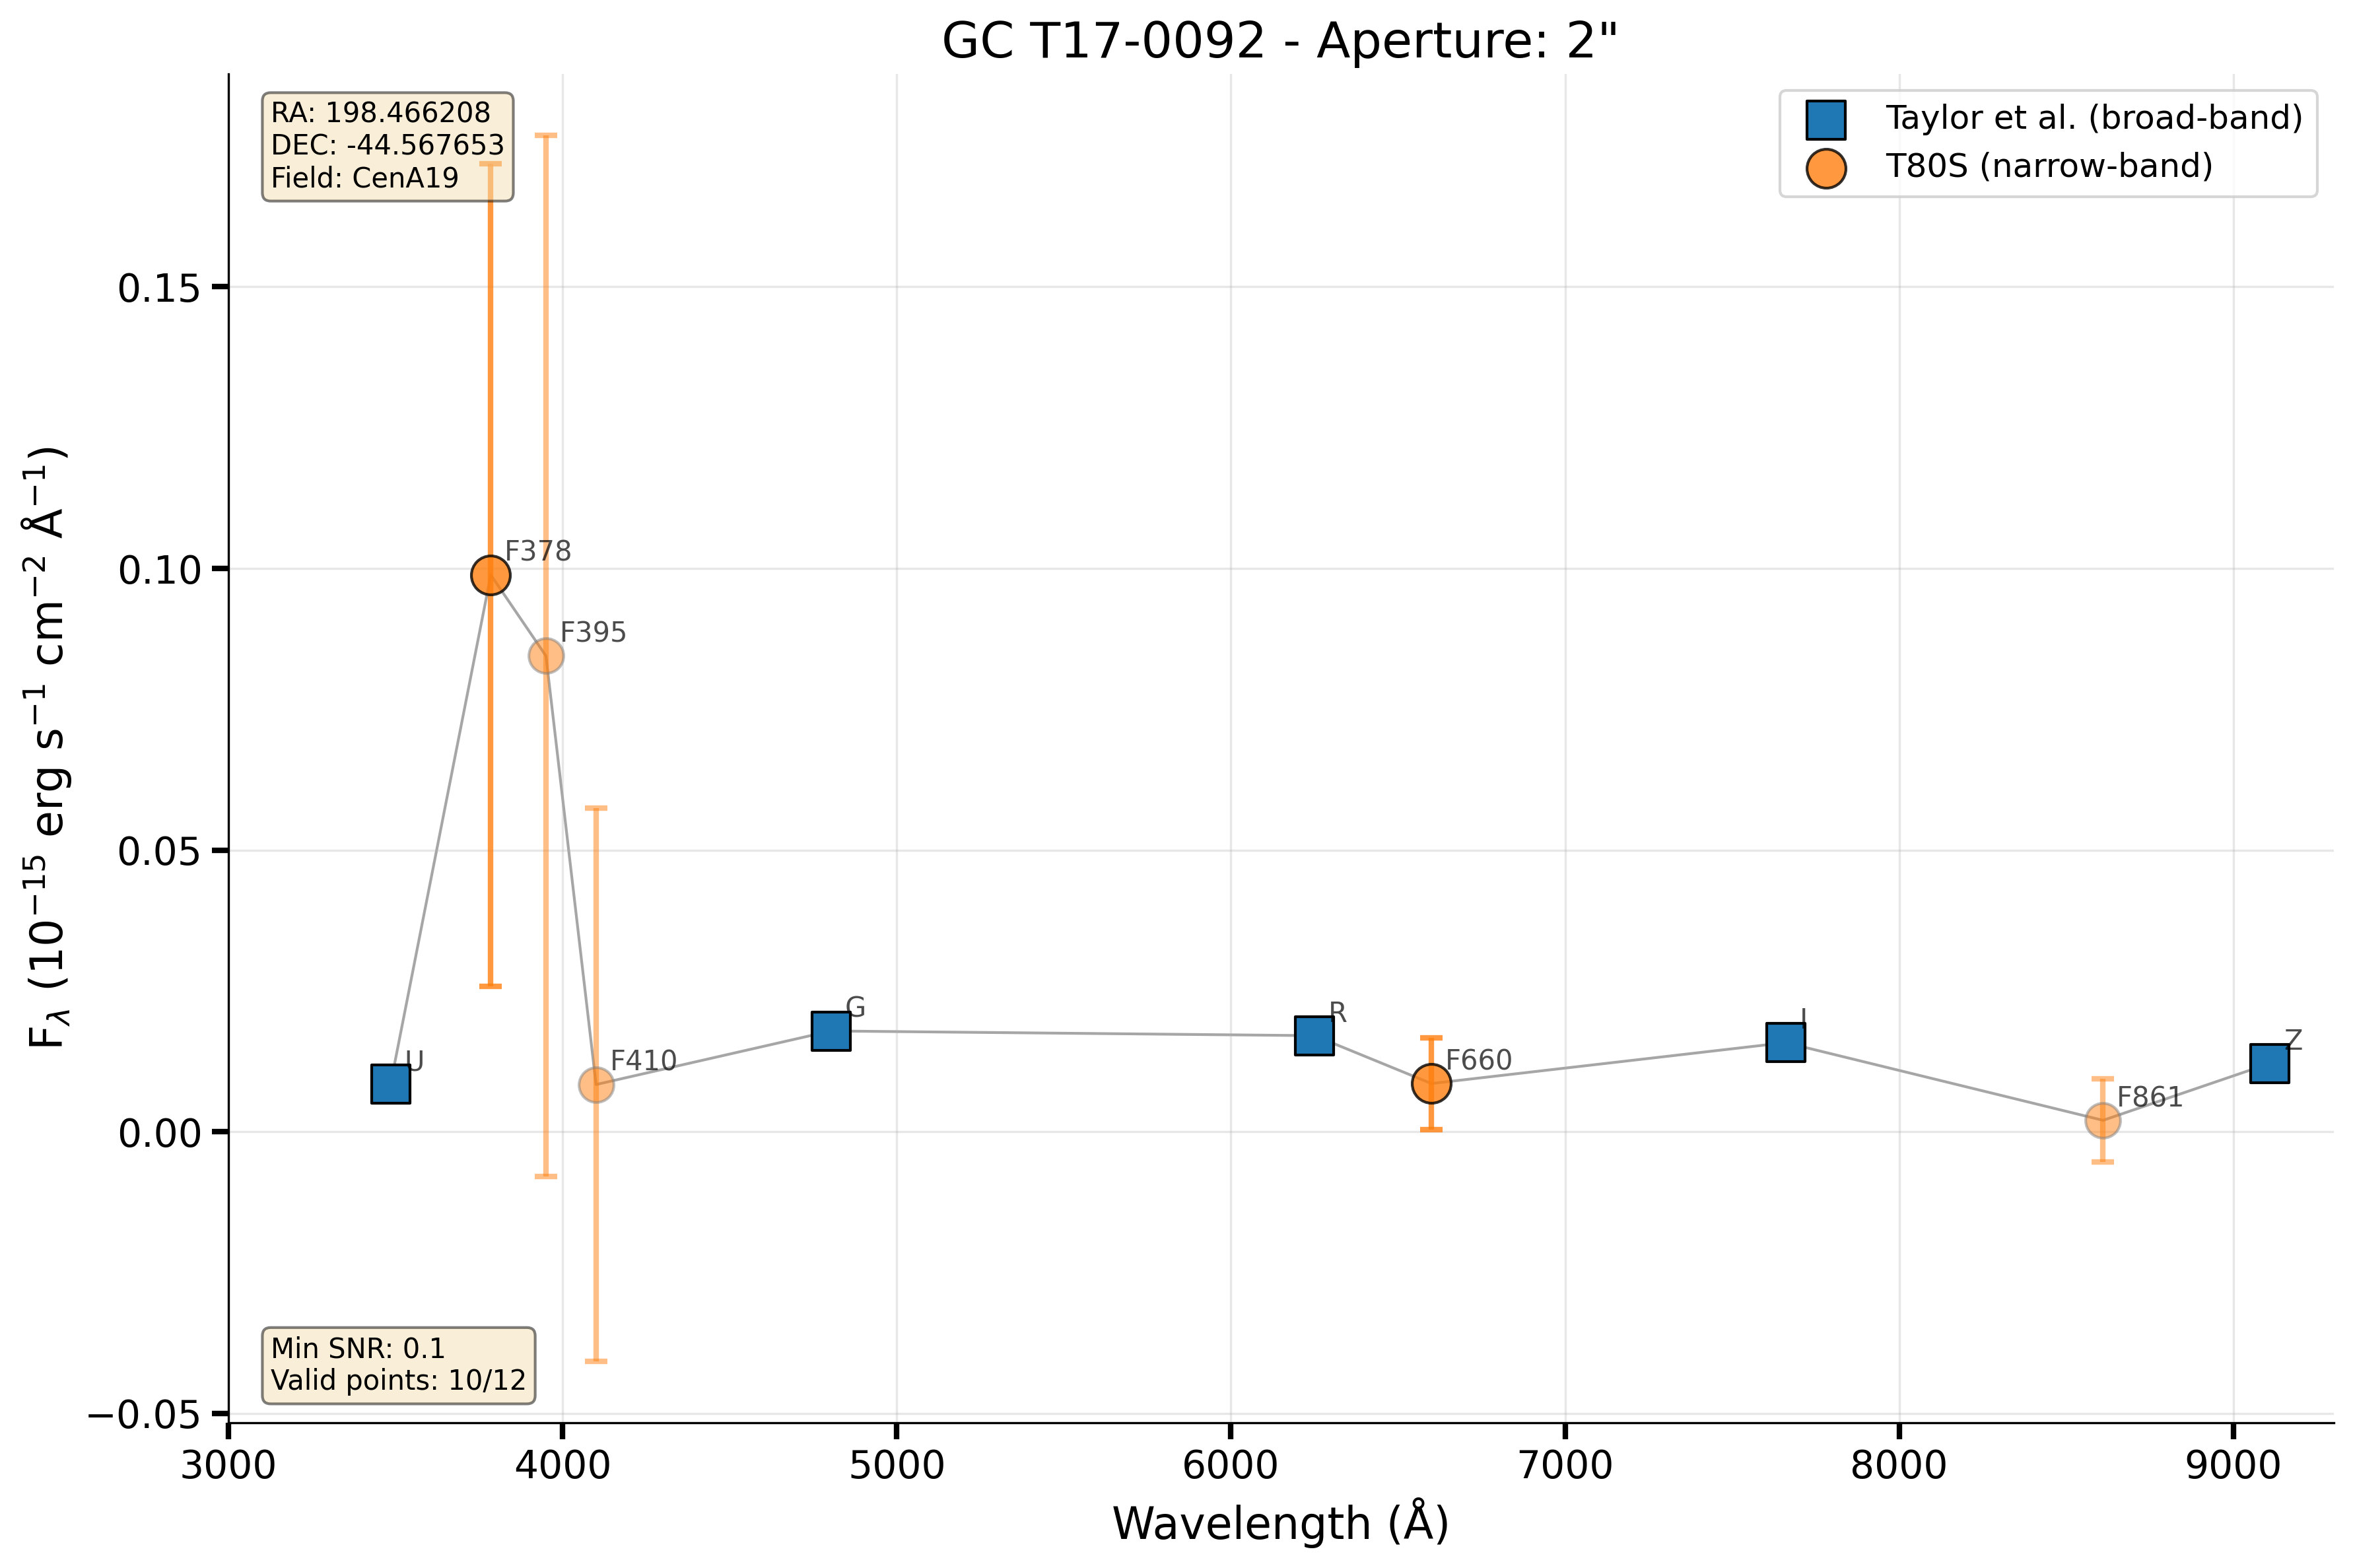 GC T17-0092 - Aperture: 2"
RA: 198.466208
DEC: -44.567653
Field: CenA19
Taylor et al. (broad-band)
T80S (narrow-band)
F_λ (10⁻¹⁵ erg s⁻¹ cm⁻² Å⁻¹)
0.15
0.10
0.05
0.00
−0.05
F378
F395
F410
U
G
R
F660
I
F861
Z
Min SNR: 0.1
Valid points: 10/12
3000 4000 5000 6000 7000 8000 9000
Wavelength (Å)